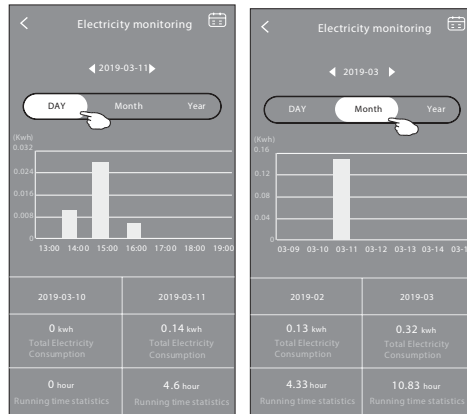 Electricity monitoring
2019-03-11
DAY Month Year
(Kwh)
0.032
0.024
0.016
0.008
0
13:00 14:00 15:00 16:00 17:00 18:00 19:00
2019-03-10 2019-03-11
0 kwh 0.14 kwh
Total Electricity Consumption Total Electricity Consumption
0 hour 4.6 hour
Running time statistics Running time statistics
Electricity monitoring
2019-03
DAY Month Year
(Kwh)
0.16
0.12
0.08
0.04
0
03-09 03-10 03-11 03-12 03-13 03-14
2019-02 2019-03
0.13 kwh 0.32 kwh
Total Electricity Consumption Total Electricity Consumption
4.33 hour 10.83 hour
Running time statistics Running time statistics